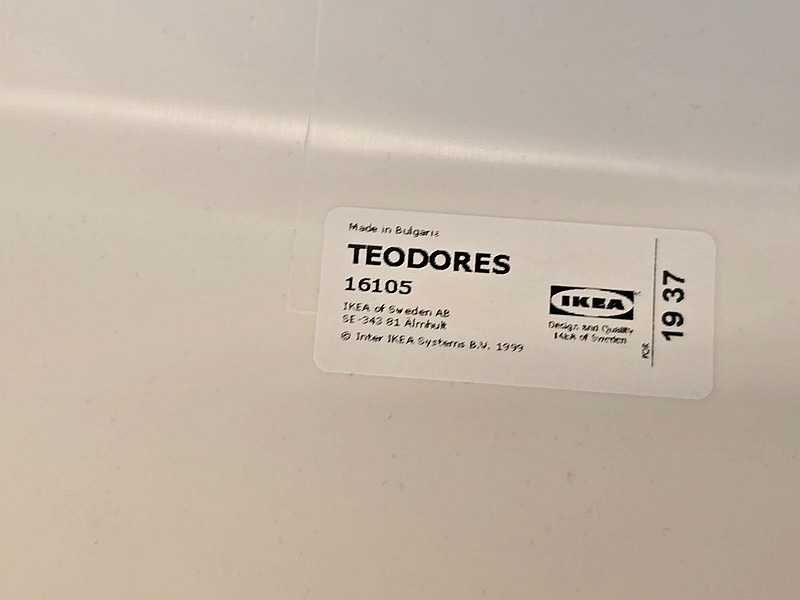 Made in Bulgaria
TEODORES
16105
IKEA of Sweden AB
SE-343 81 Älmhult
© Inter IKEA Systems B.V. 1999
IKEA
Design and Quality
IKEA of Sweden
19 37